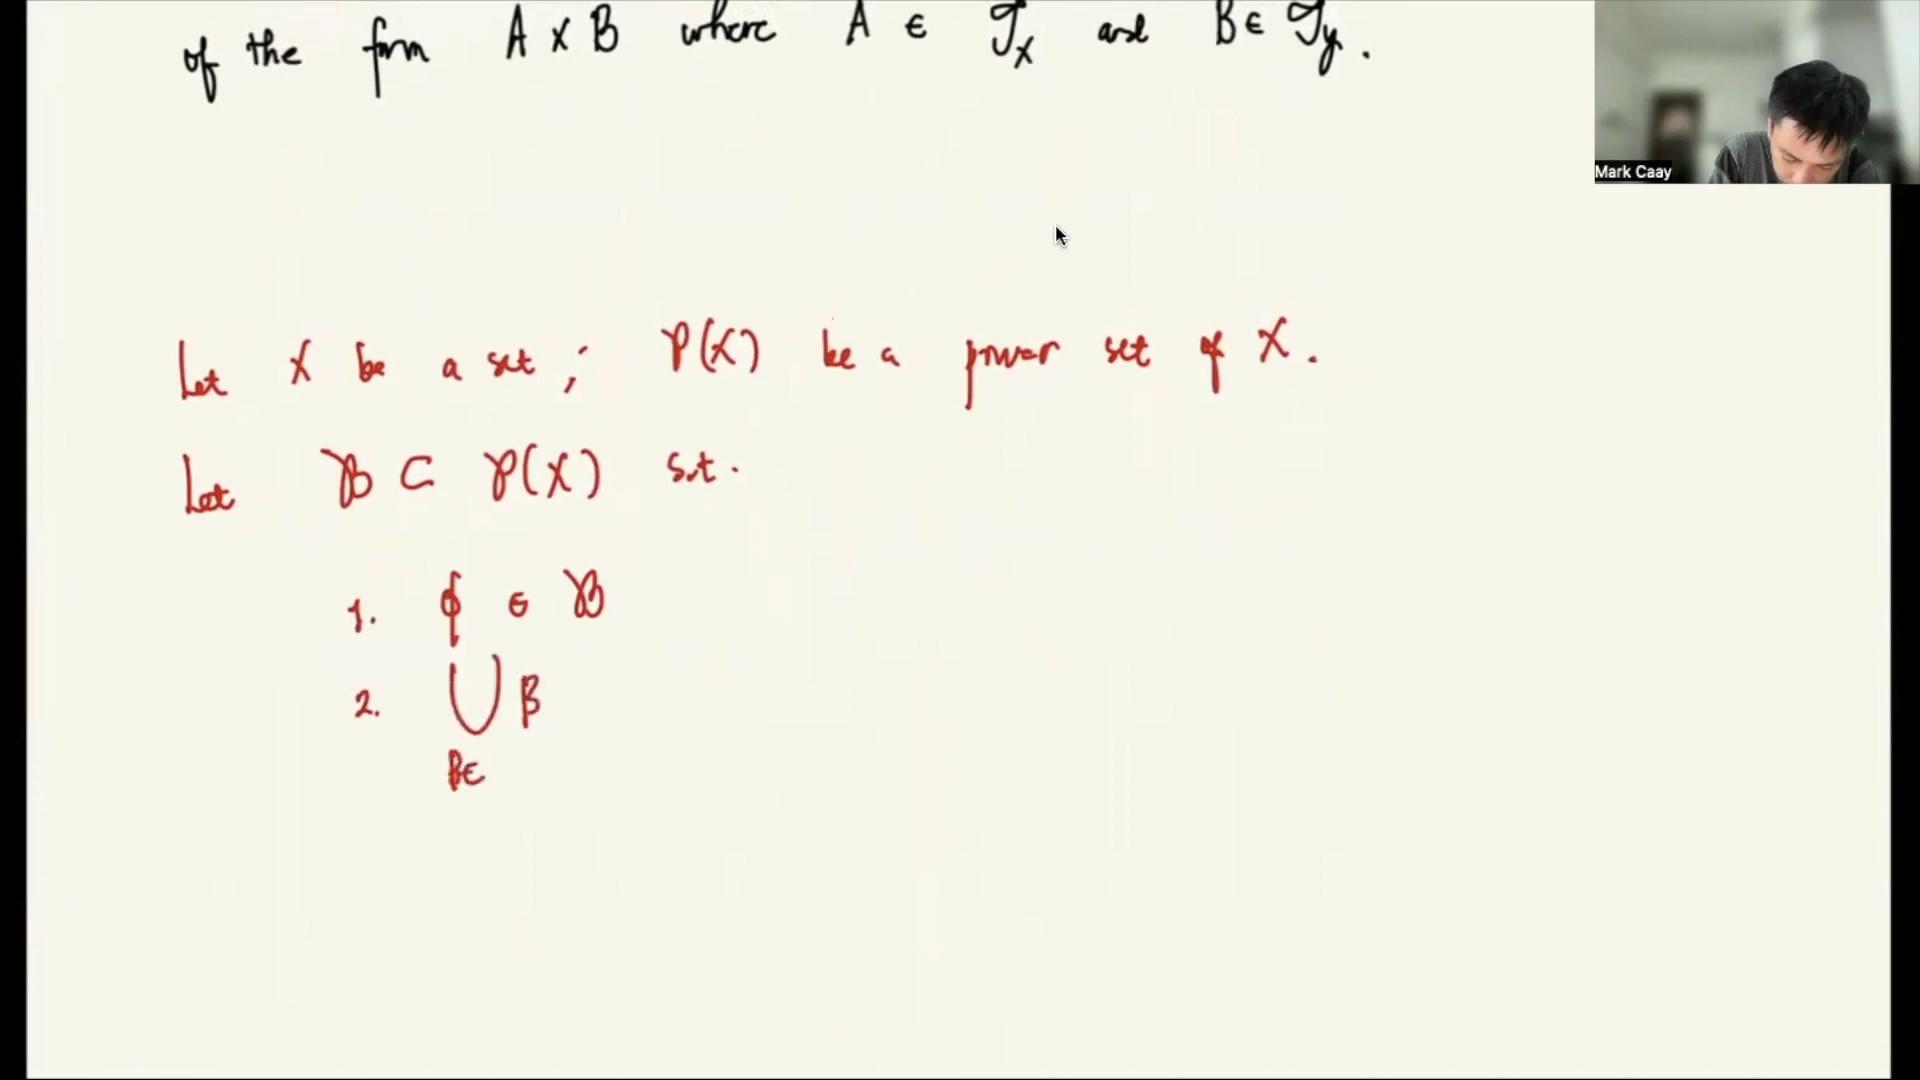 of the form A × B where A ∈ 𝒯_X and B ∈ 𝒯_Y.
Mark Caay
Let X be a set ; P(X) be a power set of X.
Let ℬ ⊂ P(X) s.t.
1. ∅ ∈ ℬ
2. ⋃ B
B∈